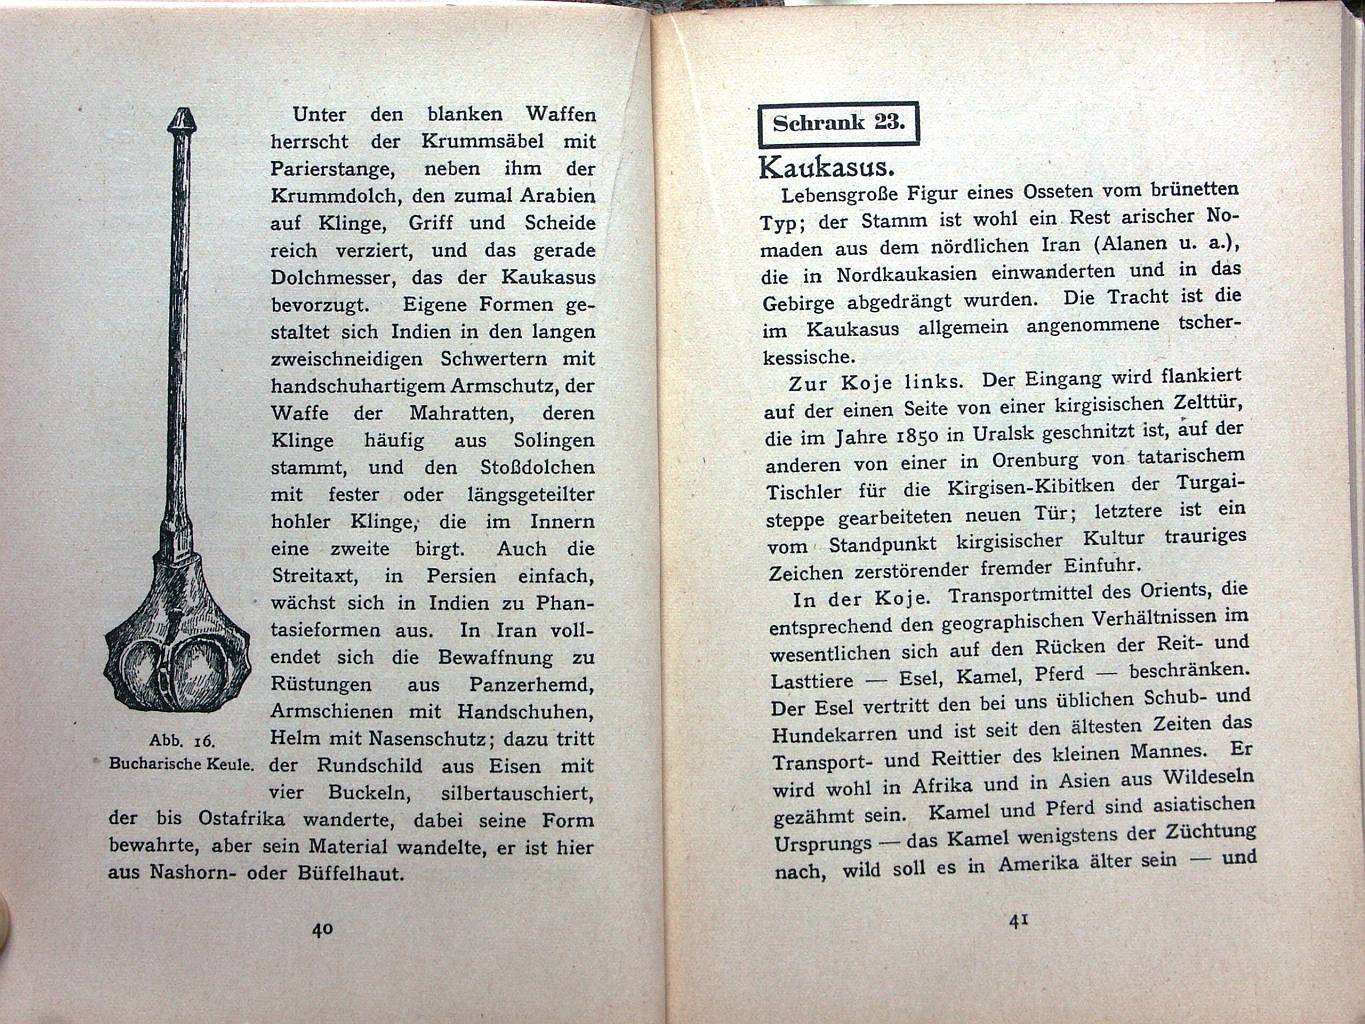 Unter den blanken Waffen
herrscht der Krummsäbel mit
Parierstange, neben ihm der
Krummdolch, den zumal Arabien
auf Klinge, Griff und Scheide
reich verziert, und das gerade
Dolchmesser, das der Kaukasus
bevorzugt. Eigene Formen ge-
staltet sich Indien in den langen
zweischneidigen Schwertern mit
handschuhartigem Armschutz, der
Waffe der Mahratten, deren
Klinge häufig aus Solingen
stammt, und den Stoßdolchen
mit fester oder längsgeteilter
hohler Klinge, die im Innern
eine zweite birgt. Auch die
Streitaxt, in Persien einfach,
wächst sich in Indien zu Phan-
tasieformen aus. In Iran voll-
endet sich die Bewaffnung zu
Rüstungen aus Panzerhemd,
Armschienen mit Handschuhen,
Helm mit Nasenschutz; dazu tritt
der Rundschild aus Eisen mit
vier Buckeln, silbertauschiert,
der bis Ostafrika wanderte, dabei seine Form
bewahrte, aber sein Material wandelte, er ist hier
aus Nashorn- oder Büffelhaut.
Abb. 16.
Bucharische Keule.
40
Schrank 23.
Kaukasus.
Lebensgroße Figur eines Osseten vom brünetten
Typ; der Stamm ist wohl ein Rest arischer No-
maden aus dem nördlichen Iran (Alanen u. a.),
die in Nordkaukasien einwanderten und in das
Gebirge abgedrängt wurden. Die Tracht ist die
im Kaukasus allgemein angenommene tscher-
kessische.
Zur Koje links. Der Eingang wird flankiert
auf der einen Seite von einer kirgisischen Zelttür,
die im Jahre 1850 in Uralsk geschnitzt ist, auf der
anderen von einer in Orenburg von tatarischem
Tischler für die Kirgisen-Kibitken der Turgai-
steppe gearbeiteten neuen Tür; letztere ist ein
vom Standpunkt kirgisischer Kultur trauriges
Zeichen zerstörender fremder Einfuhr.
In der Koje. Transportmittel des Orients, die
entsprechend den geographischen Verhältnissen im
wesentlichen sich auf den Rücken der Reit- und
Lasttiere — Esel, Kamel, Pferd — beschränken.
Der Esel vertritt den bei uns üblichen Schub- und
Hundekarren und ist seit den ältesten Zeiten das
Transport- und Reittier des kleinen Mannes. Er
wird wohl in Afrika und in Asien aus Wildeseln
gezähmt sein. Kamel und Pferd sind asiatischen
Ursprungs — das Kamel wenigstens der Züchtung
nach, wild soll es in Amerika älter sein — und
41